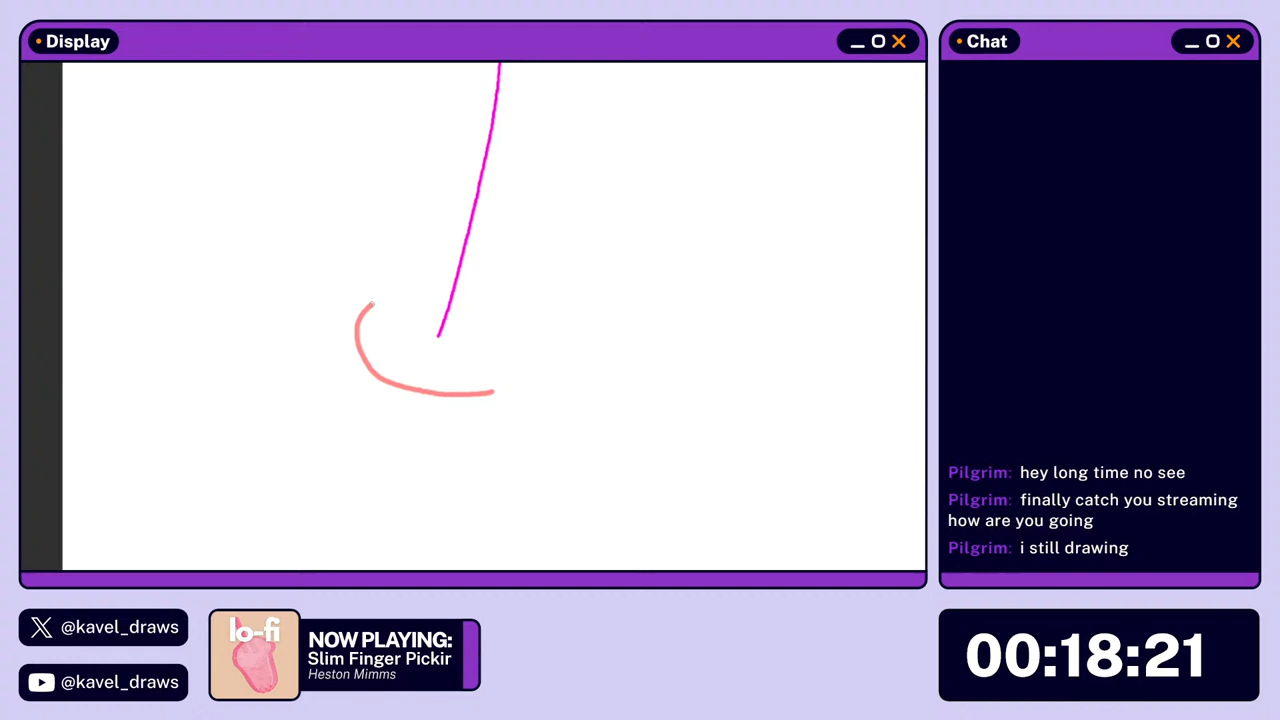 Display
Chat
Pilgrim: hey long time no see
Pilgrim: finally catch you streaming
how are you going
Pilgrim: i still drawing
@kavel_draws
@kavel_draws
lo-fi
NOW PLAYING:
Slim Finger Pickir
Heston Mimms
00:18:21